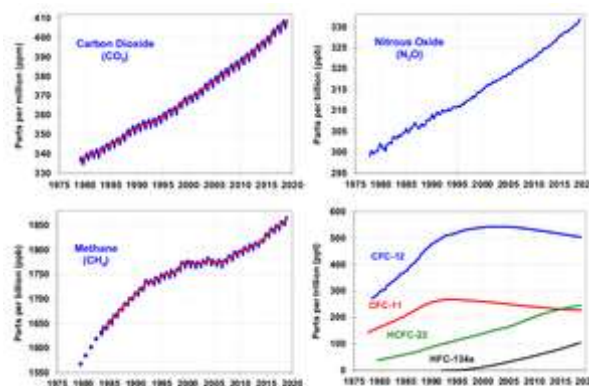 Carbon Dioxide
(CO₂)
Parts per million (ppm)
410
400
390
380
370
360
350
340
330
1975 1980 1985 1990 1995 2000 2005 2010 2015 2020
Nitrous Oxide
(N₂O)
Parts per billion (ppb)
330
325
320
315
310
305
300
295
1975 1980 1985 1990 1995 2000 2005 2010 2015 202
Methane
(CH₄)
Parts per billion (ppb)
1850
1800
1750
1700
1650
1600
1550
1975 1980 1985 1990 1995 2000 2005 2010 2015 2020
Parts per trillion (ppt)
600
500
400
300
200
100
0
CFC-12
CFC-11
HCFC-22
HFC-134a
1975 1980 1985 1990 1995 2000 2005 2010 2015 202